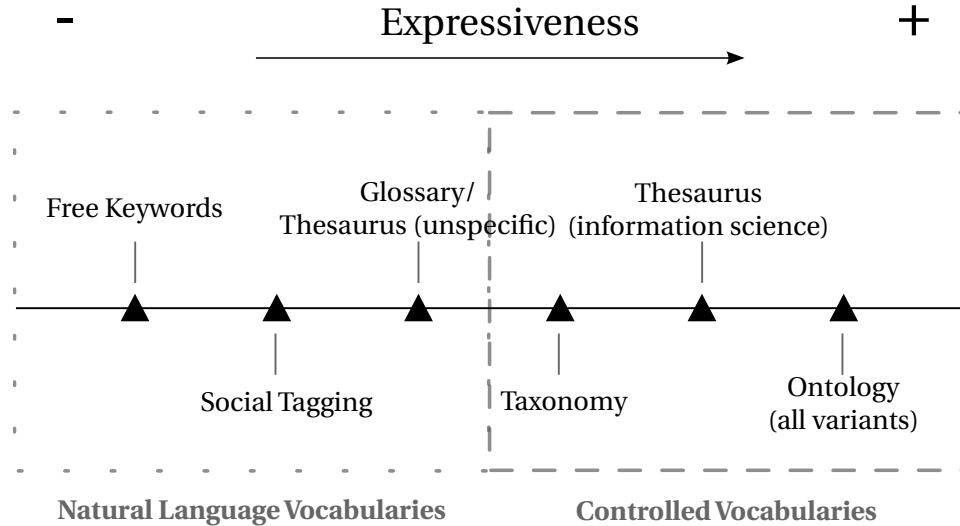 - Expressiveness +
Free Keywords
Glossary/
Thesaurus (unspecific)
Thesaurus
(information science)
Social Tagging
Taxonomy
Ontology
(all variants)
Natural Language Vocabularies
Controlled Vocabularies